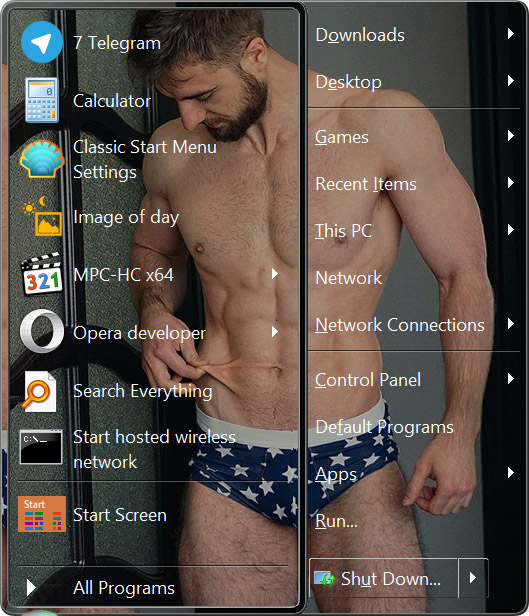 7 Telegram
Calculator
Classic Start Menu
Settings
Image of day
321
MPC-HC x64
Opera developer
Search Everything
C:\_
Start hosted wireless
network
Start
Start Screen
All Programs
Downloads
Desktop
Games
Recent Items
This PC
Network
Network Connections
Control Panel
Default Programs
Apps
Run...
Shut Down...